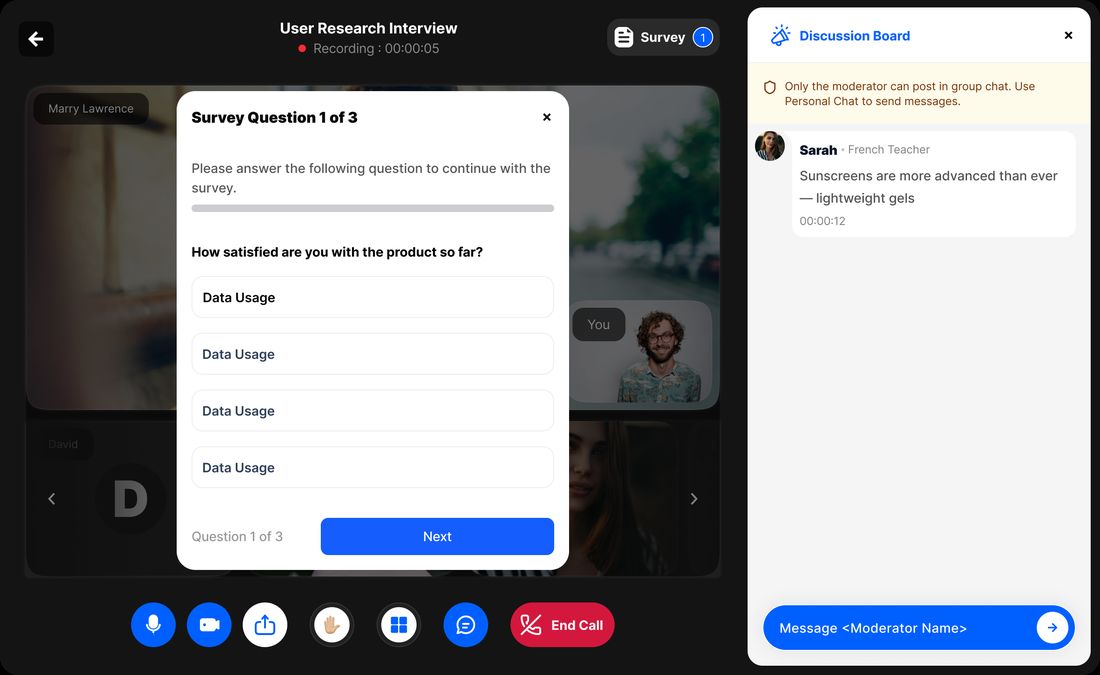 User Research Interview
Recording : 00:00:05
Survey 1
Marry Lawrence
Survey Question 1 of 3
Please answer the following question to continue with the
survey.
How satisfied are you with the product so far?
Data Usage
Data Usage
Data Usage
Data Usage
Question 1 of 3
Next
You
David
D
End Call
Discussion Board
Only the moderator can post in group chat. Use
Personal Chat to send messages.
Sarah • French Teacher
Sunscreens are more advanced than ever
— lightweight gels
00:00:12
Message <Moderator Name>